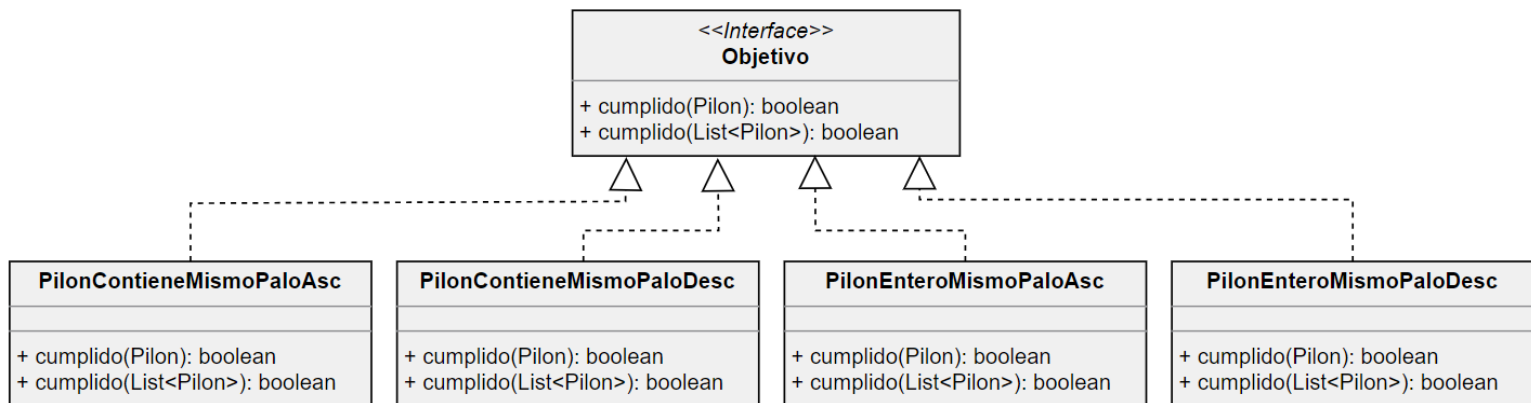 <<Interface>>
Objetivo
+ cumplido(Pilon): boolean
+ cumplido(List<Pilon>): boolean
PilonContieneMismoPaloAsc
+ cumplido(Pilon): boolean
+ cumplido(List<Pilon>): boolean
PilonContieneMismoPaloDesc
+ cumplido(Pilon): boolean
+ cumplido(List<Pilon>): boolean
PilonEnteroMismoPaloAsc
+ cumplido(Pilon): boolean
+ cumplido(List<Pilon>): boolean
PilonEnteroMismoPaloDesc
+ cumplido(Pilon): boolean
+ cumplido(List<Pilon>): boolean